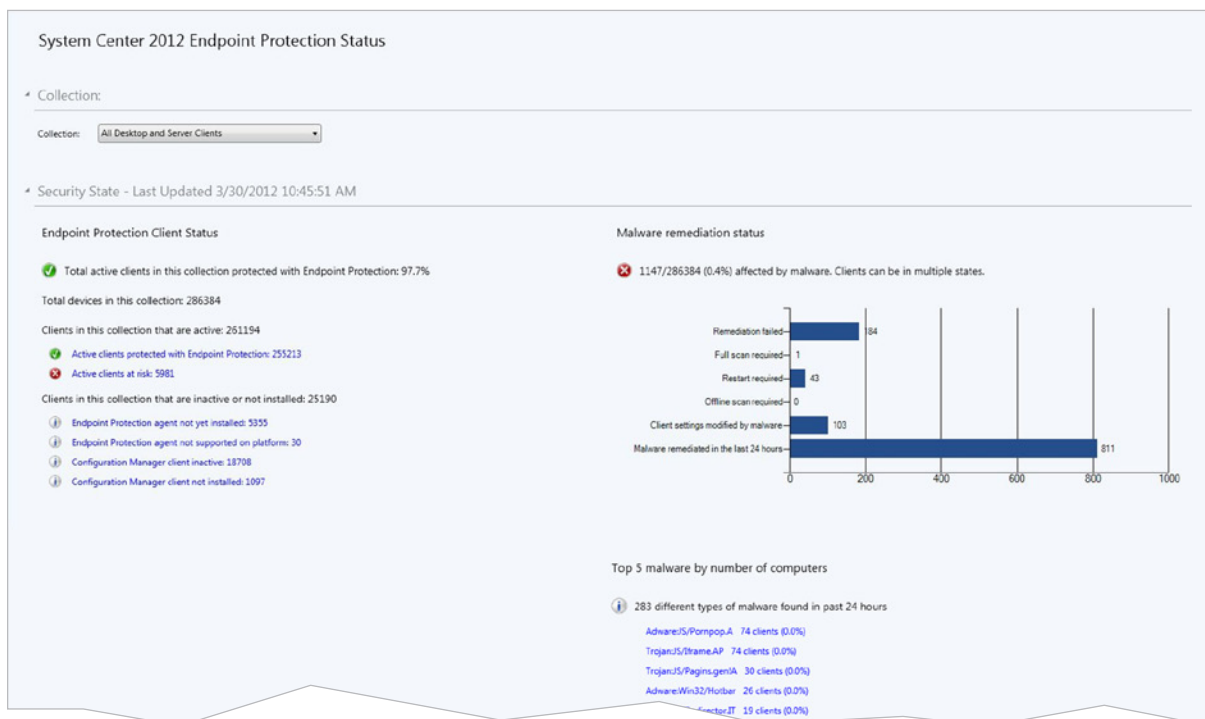 System Center 2012 Endpoint Protection Status
Collection:
Collection: All Desktop and Server Clients
Security State - Last Updated 3/30/2012 10:45:51 AM
Endpoint Protection Client Status
Total active clients in this collection protected with Endpoint Protection: 97.7%
Total devices in this collection: 286384
Clients in this collection that are active: 261194
Active clients protected with Endpoint Protection: 255213
Active clients at risk: 5981
Clients in this collection that are inactive or not installed: 25190
Endpoint Protection agent not yet installed: 5355
Endpoint Protection agent not supported on platform: 30
Configuration Manager client inactive: 18708
Configuration Manager client not installed: 1097
Malware remediation status
1147/286384 (0.4%) affected by malware. Clients can be in multiple states.
Remediation failed 184
Full scan required 1
Restart required 43
Offline scan required 0
Client settings modified by malware 103
Malware remediated in the last 24 hours 811
0 200 400 600 800 1000
Top 5 malware by number of computers
283 different types of malware found in past 24 hours
Adware:JS/Pornpop.A 74 clients (0.0%)
Trojan:JS/Iframe.AP 74 clients (0.0%)
Trojan:JS/Pagins.gen!A 30 clients (0.0%)
Adware:Win32/Hotbar 26 clients (0.0%)
19 clients (0.0%)